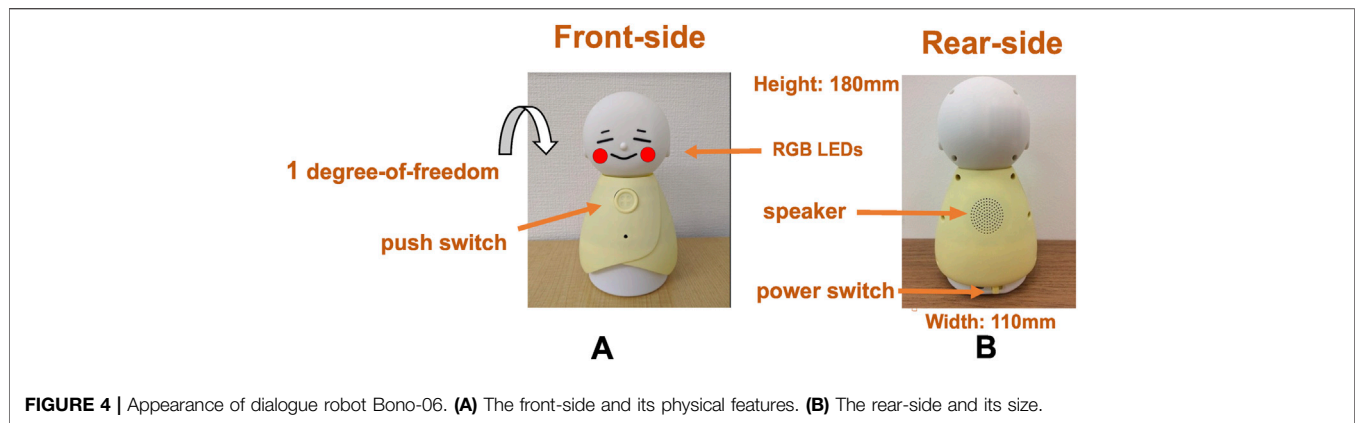 Front-side
Rear-side
Height: 180mm
RGB LEDs
1 degree-of-freedom
push switch
speaker
power switch
Width: 110mm
A
B
FIGURE 4 | Appearance of dialogue robot Bono-06. (A) The front-side and its physical features. (B) The rear-side and its size.